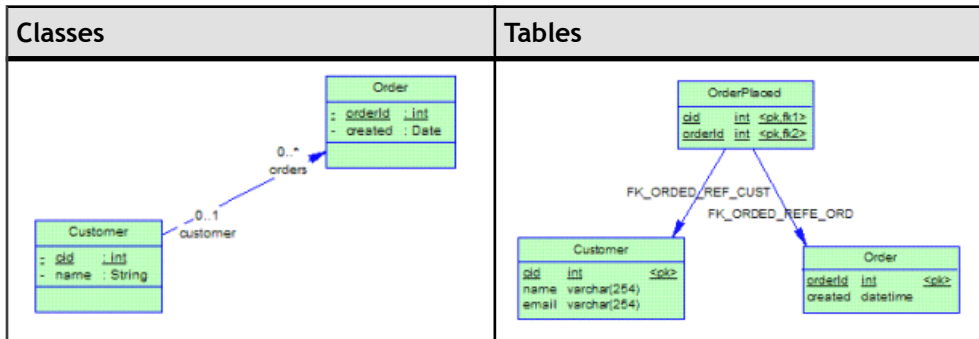 Classes
Tables
Order
- orderId : int
- created : Date
0..*
orders
0..1
customer
Customer
- cid : int
- name : String
OrderPlaced
cid int <pk,fk1>
orderId int <pk,fk2>
FK_ORDED_REF_CUST
FK_ORDED_REFE_ORD
Customer
cid int <pk>
name varchar(254)
email varchar(254)
Order
orderId int <pk>
created datetime